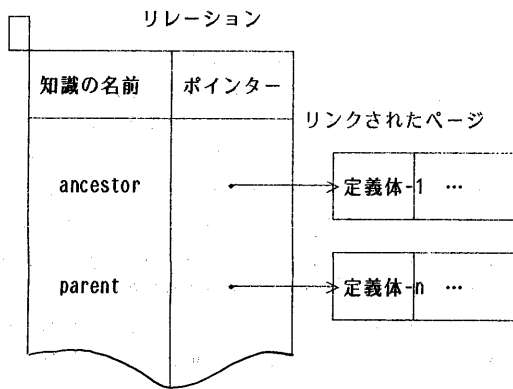 リレーション
知識の名前 ポインター
リンクされたページ
ancestor 定義体-1 …
parent 定義体-n …